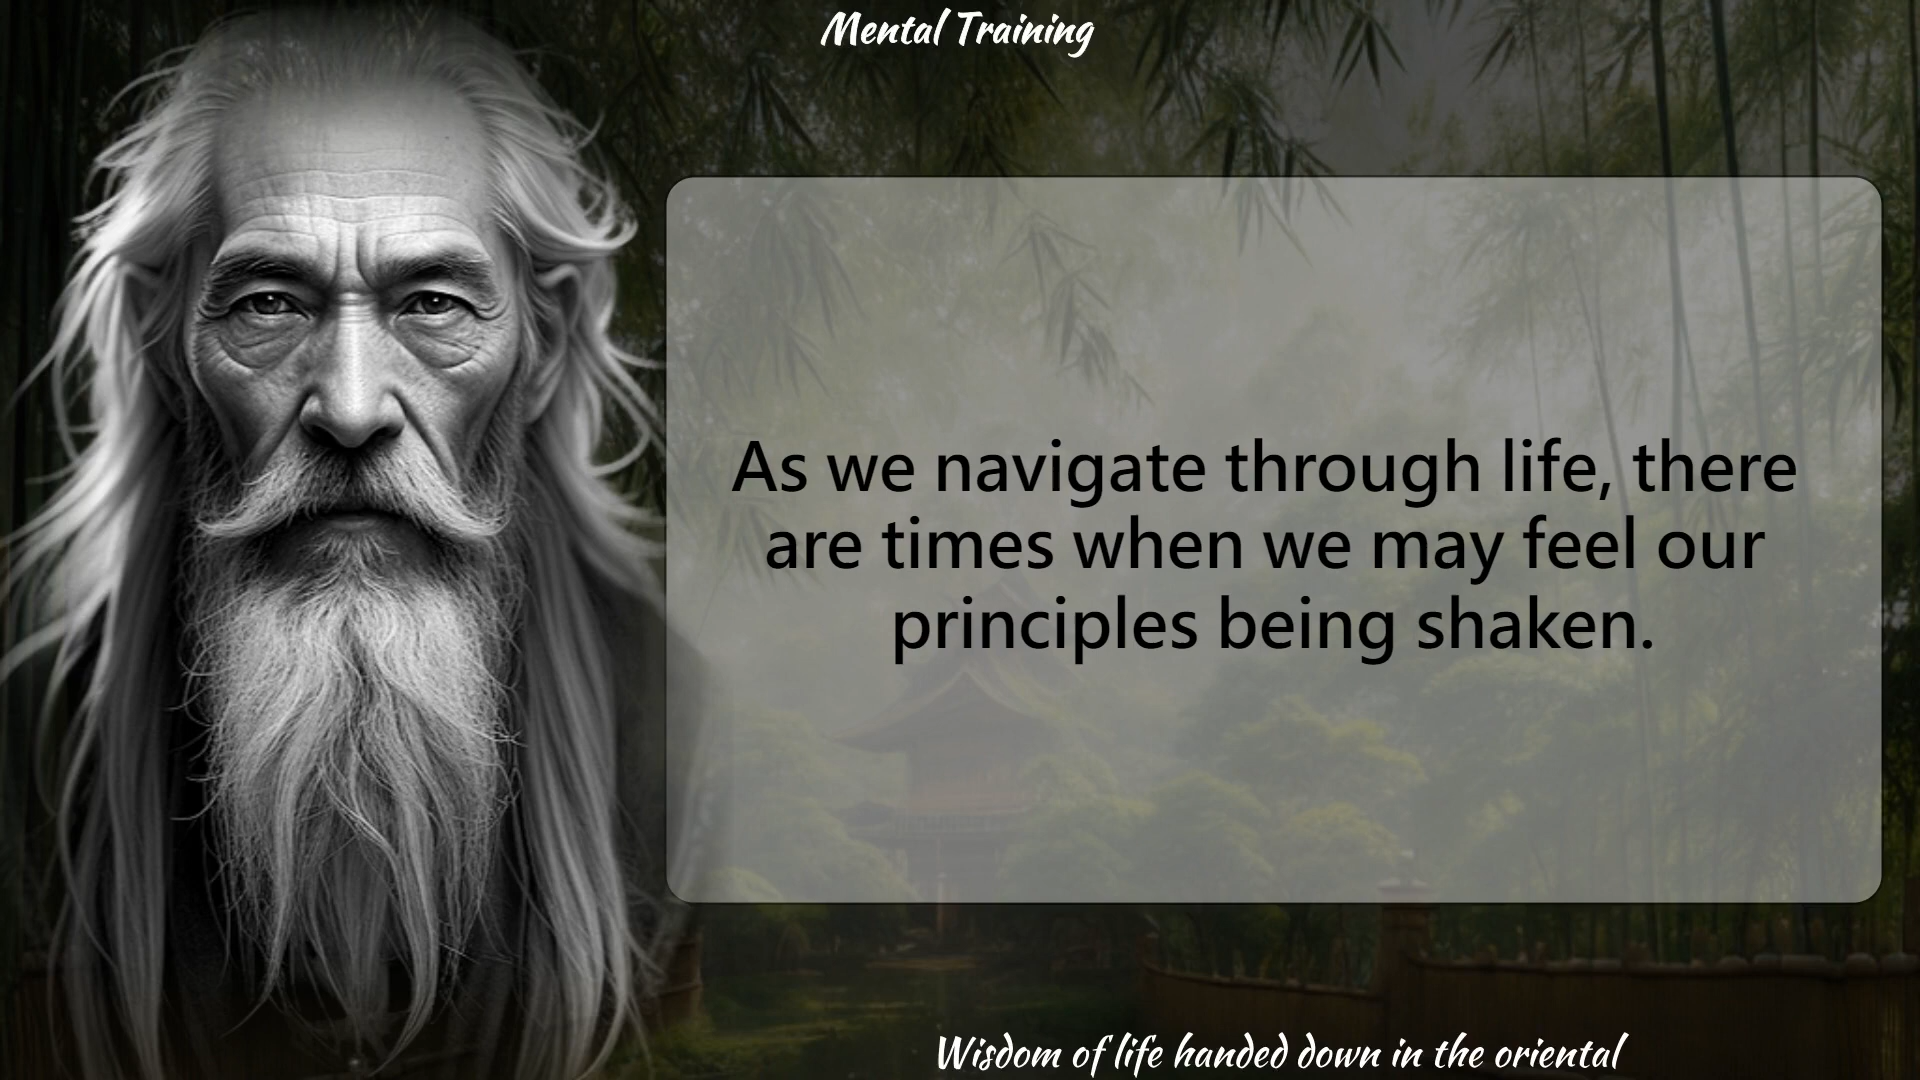 Mental Training
As we navigate through life, there
are times when we may feel our
principles being shaken.
Wisdom of life handed down in the oriental